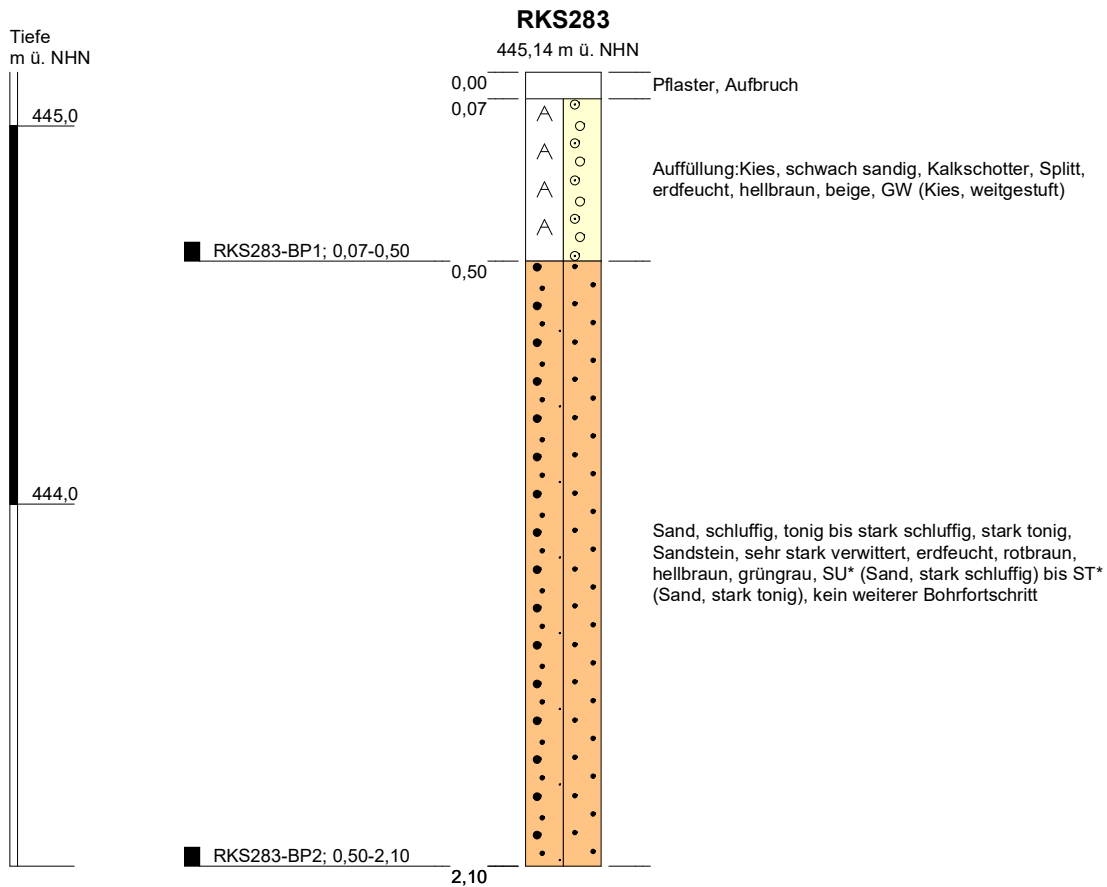 RKS283
445,14 m ü. NHN
Tiefe
m ü. NHN
0,00
Pflaster, Aufbruch
0,07
445,0
Auffüllung:Kies, schwach sandig, Kalkschotter, Splitt,
erdfeucht, hellbraun, beige, GW (Kies, weitgestuft)
RKS283-BP1; 0,07-0,50
0,50
444,0
Sand, schluffig, tonig bis stark schluffig, stark tonig,
Sandstein, sehr stark verwittert, erdfeucht, rotbraun,
hellbraun, grüngrau, SU* (Sand, stark schluffig) bis ST*
(Sand, stark tonig), kein weiterer Bohrfortschritt
RKS283-BP2; 0,50-2,10
2,10